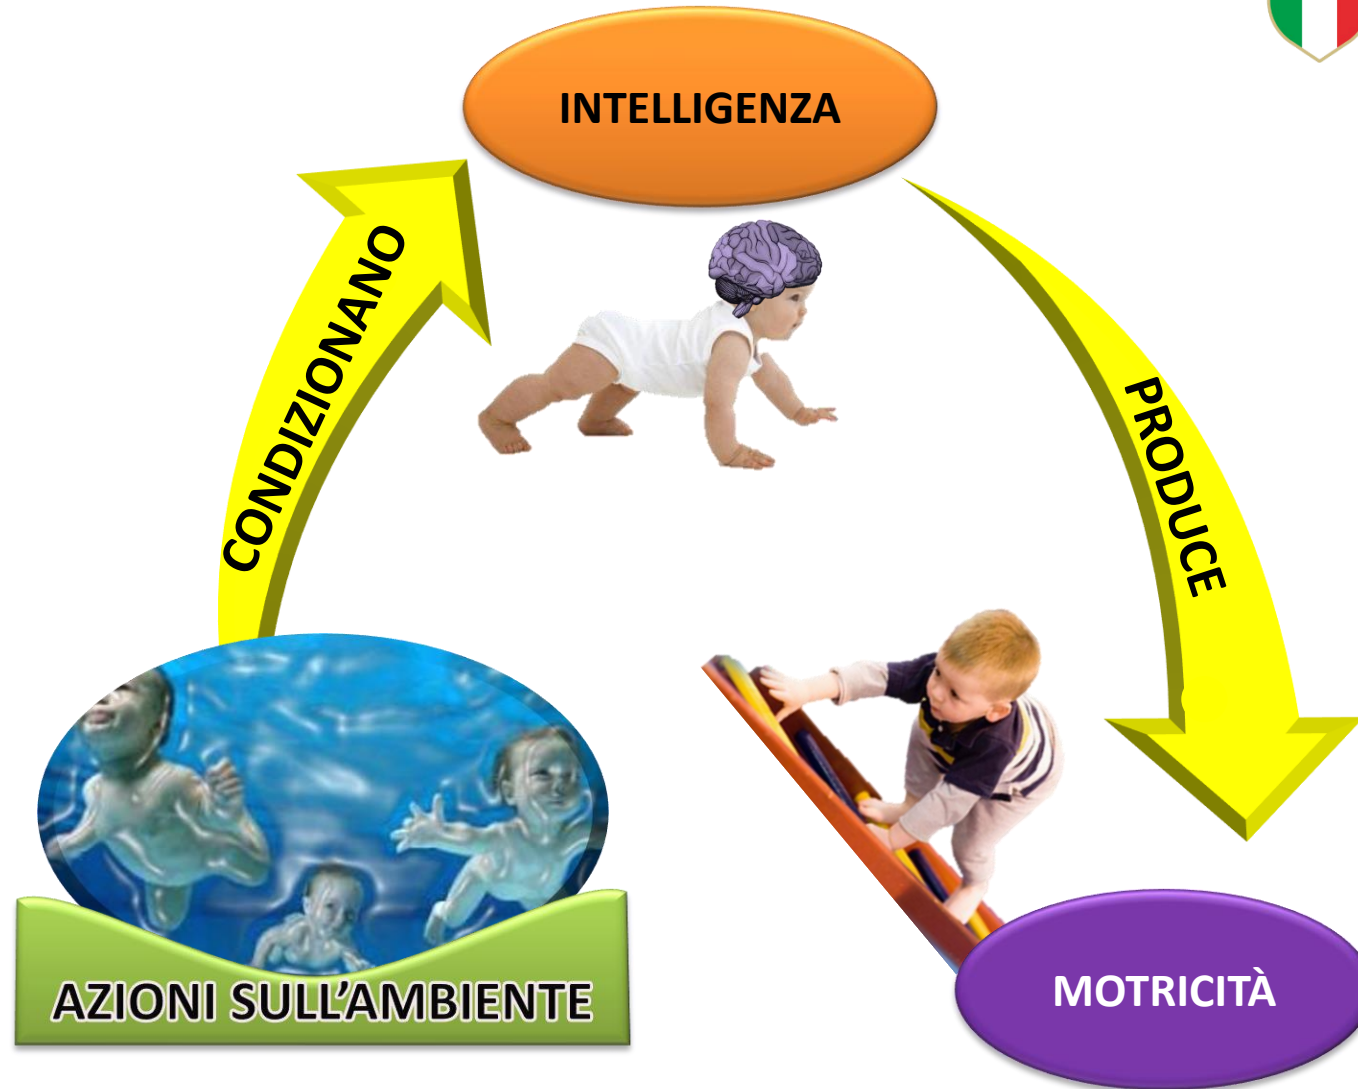 INTELLIGENZA
CONDIZIONANO
PRODUCE
AZIONI SULL'AMBIENTE
MOTRICITÀ